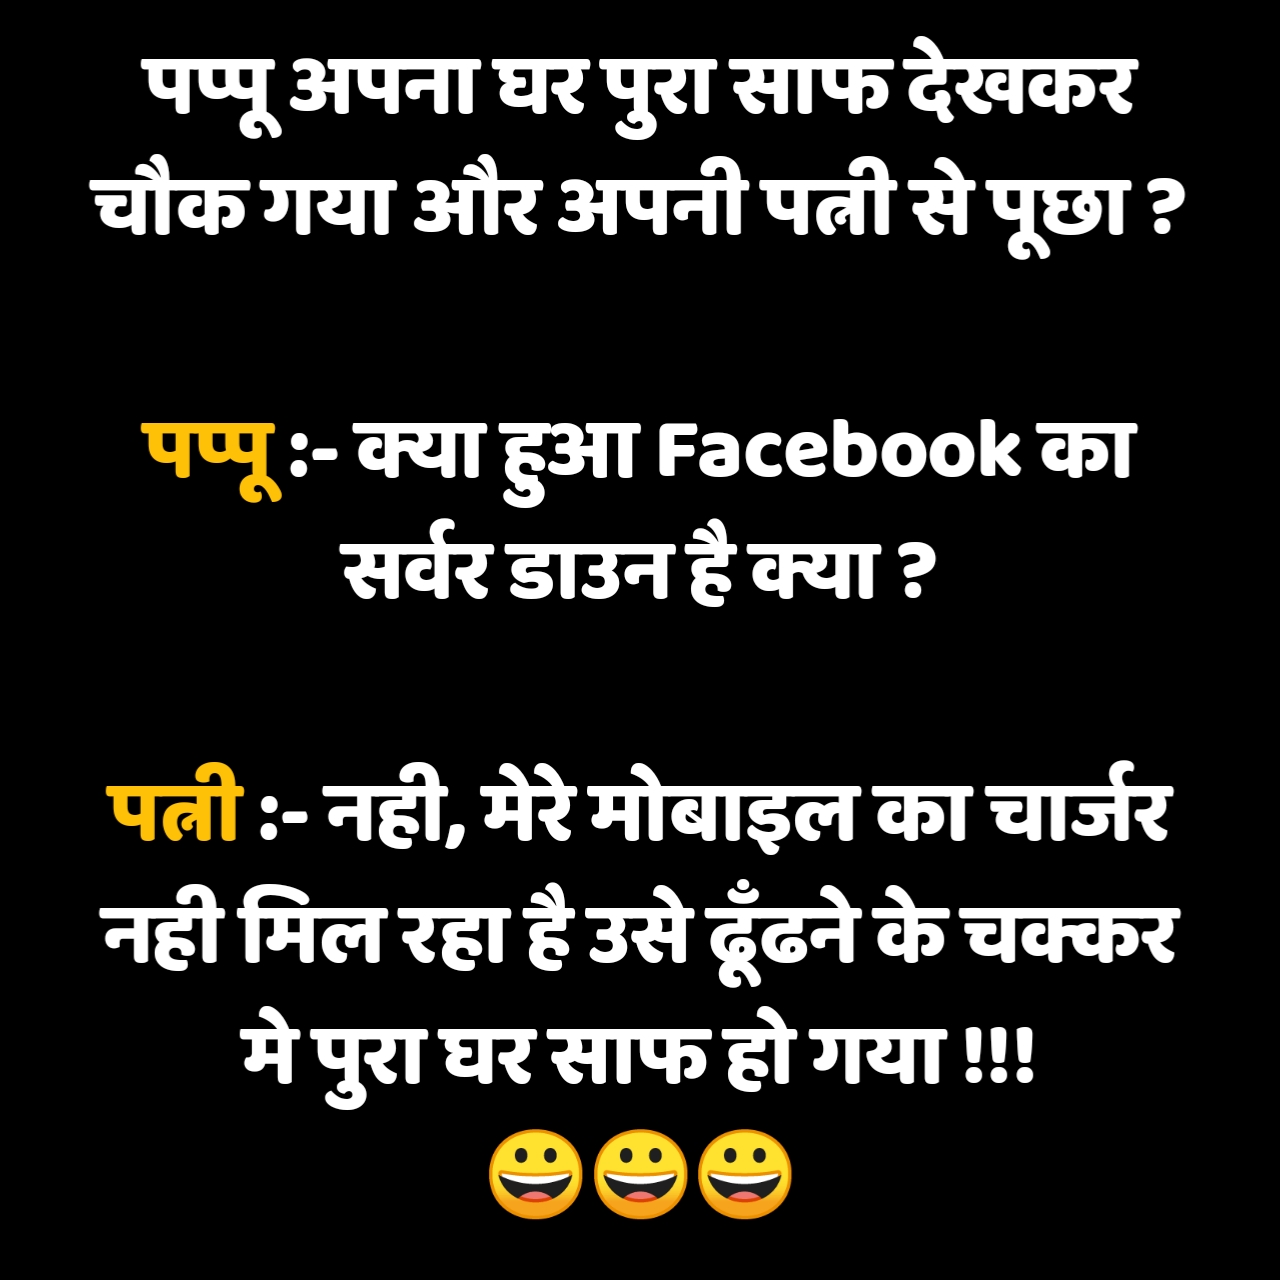 पप्पू अपना घर पुरा साफ देखकर
चौक गया और अपनी पत्नी से पूछा ?
पप्पू :- क्या हुआ Facebook का
सर्वर डाउन है क्या ?
पत्नी :- नही, मेरे मोबाइल का चार्जर
नही मिल रहा है उसे ढूँढने के चक्कर
मे पुरा घर साफ हो गया !!!
😀😀😀